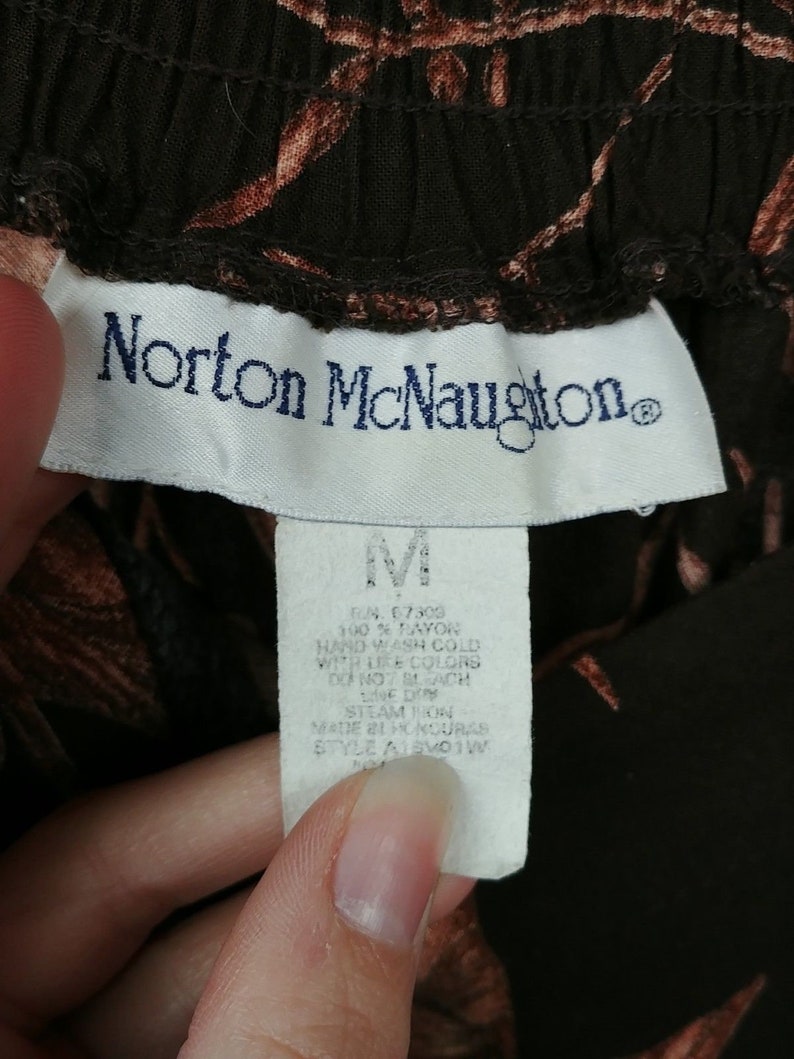 Norton McNaughton®
M
R.N. 67309
100 % RAYON
HAND WASH COLD
WITH LIKE COLORS
DO NOT BLEACH
LINE DRY
STEAM IRON
MADE IN HONDURAS
STYLE